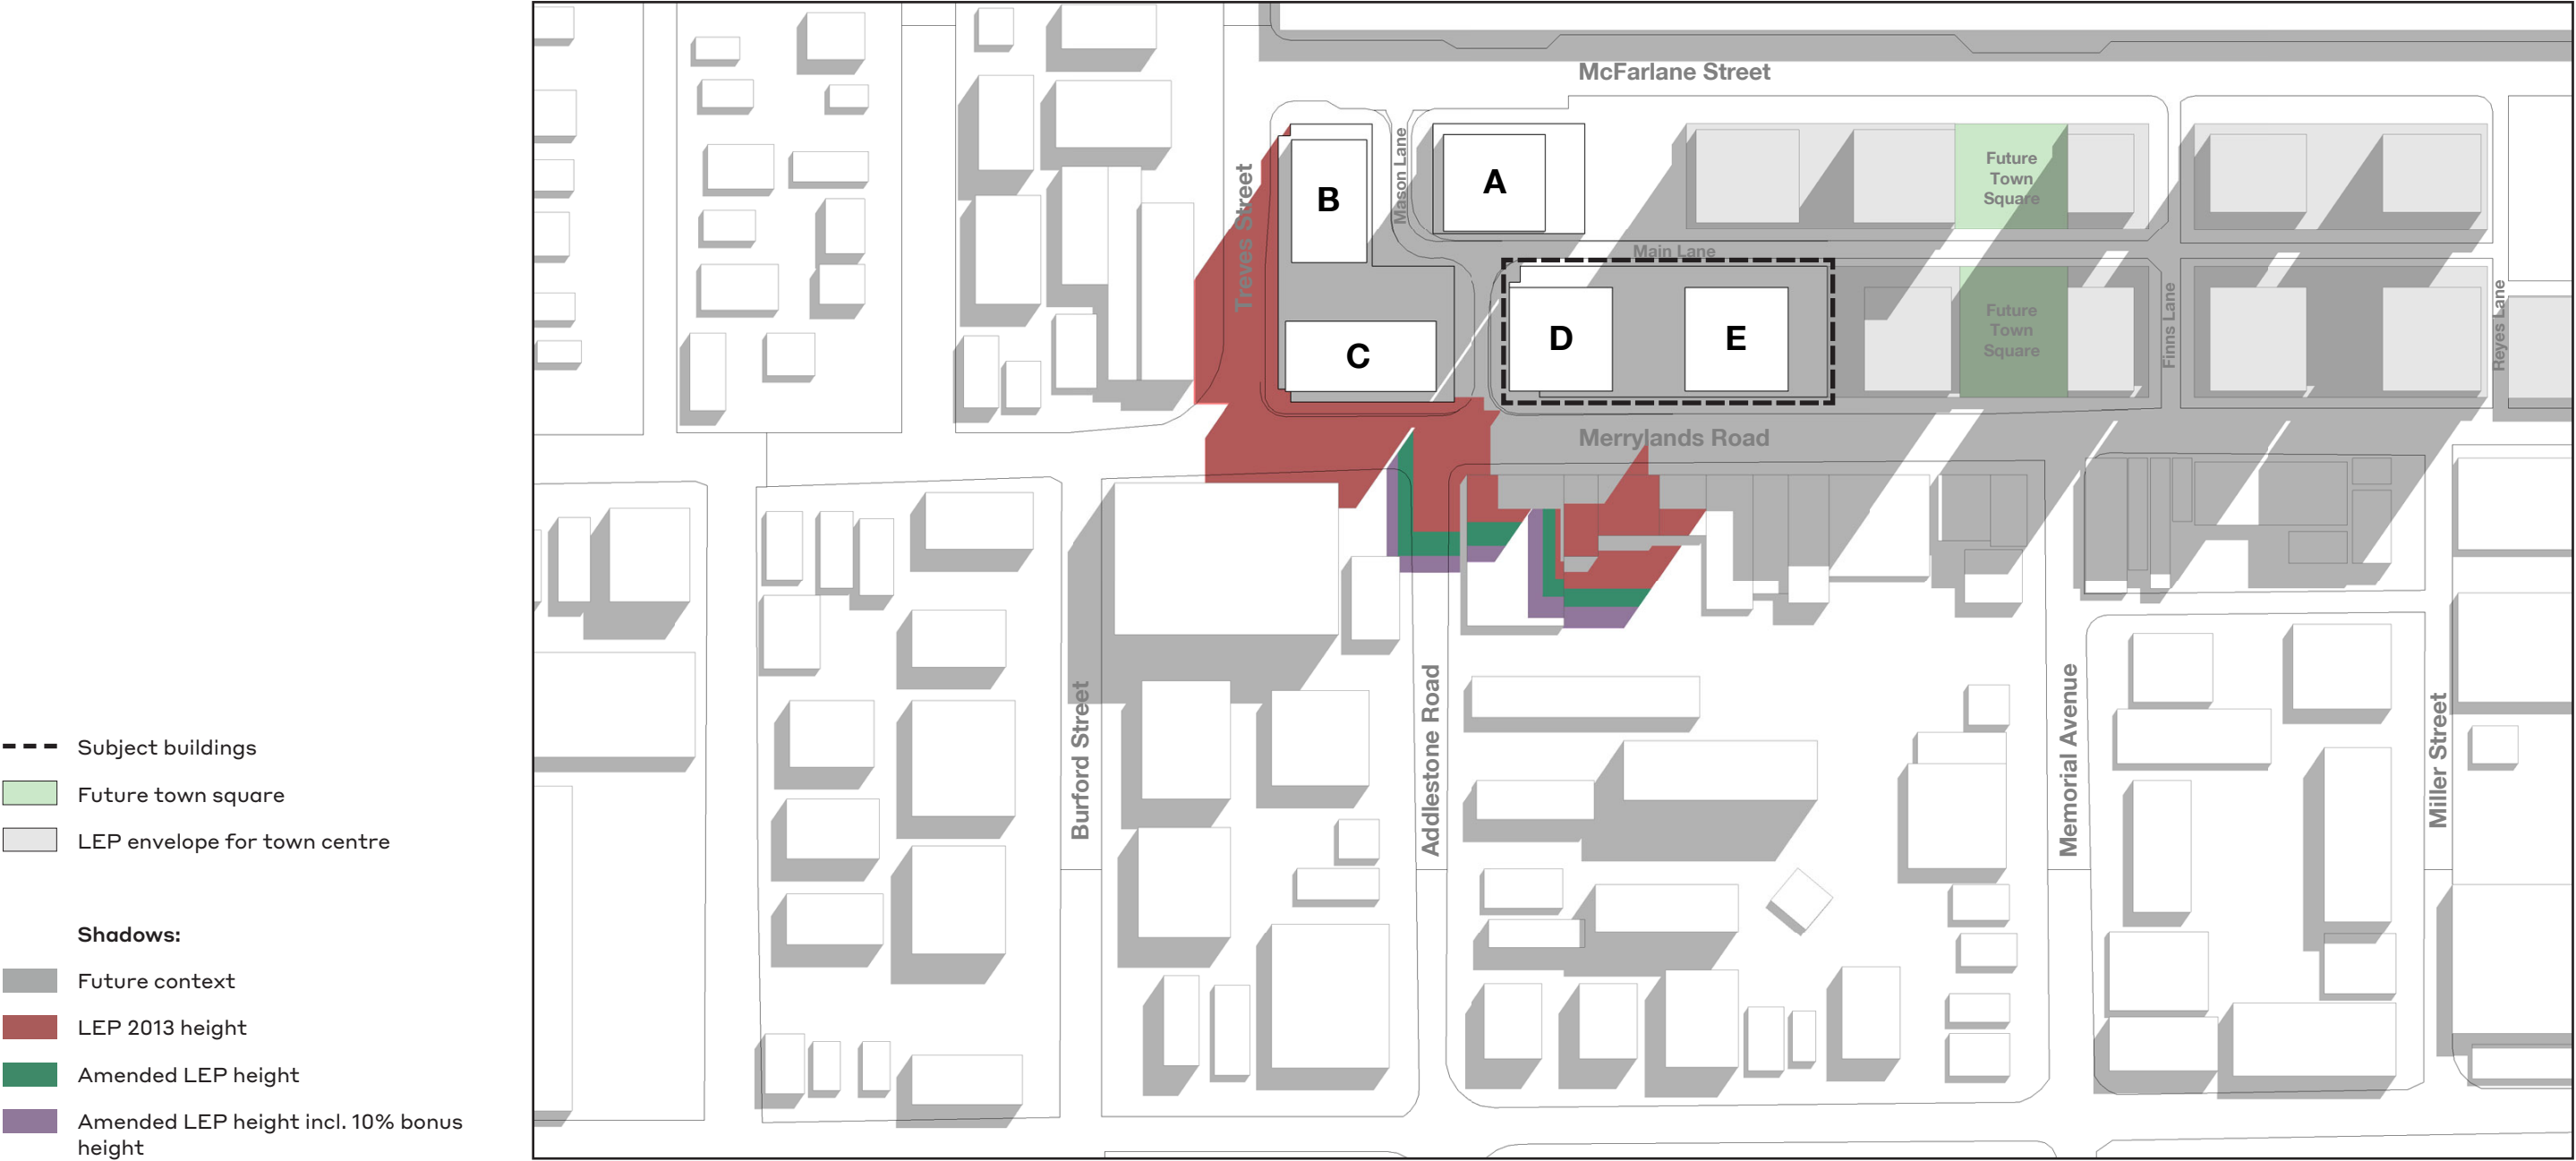 McFarlane Street
Treves Street
Mason Lane
B
A
Future
Town
Square
Main Lane
C
D
E
Future
Town
Square
Finns Lane
Reyes Lane
Merrylands Road
Burford Street
Addlestone Road
Memorial Avenue
Miller Street
Subject buildings
Future town square
LEP envelope for town centre
Shadows:
Future context
LEP 2013 height
Amended LEP height
Amended LEP height incl. 10% bonus
height